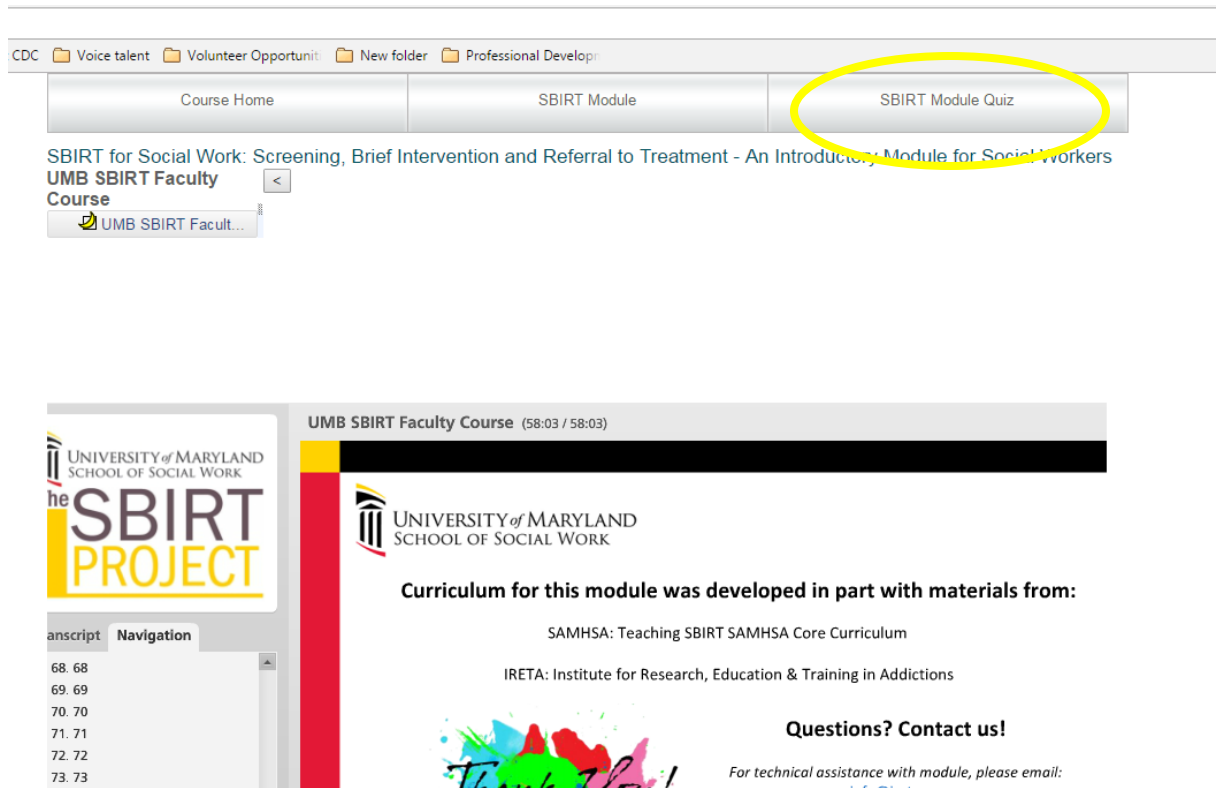 CDC Voice talent Volunteer Opportuniti New folder Professional Developm
Course Home SBIRT Module SBIRT Module Quiz
SBIRT for Social Work: Screening, Brief Intervention and Referral to Treatment - An Introductory Module for Social Workers
UMB SBIRT Faculty
Course
<
UMB SBIRT Facult...
UMB SBIRT Faculty Course (58:03 / 58:03)
UNIVERSITY of MARYLAND
SCHOOL OF SOCIAL WORK
he SBIRT
PROJECT
anscript Navigation
68. 68
69. 69
70. 70
71. 71
72. 72
73. 73
UNIVERSITY of MARYLAND
SCHOOL OF SOCIAL WORK
Curriculum for this module was developed in part with materials from:
SAMHSA: Teaching SBIRT SAMHSA Core Curriculum
IRETA: Institute for Research, Education & Training in Addictions
Thank You!
Questions? Contact us!
For technical assistance with module, please email: